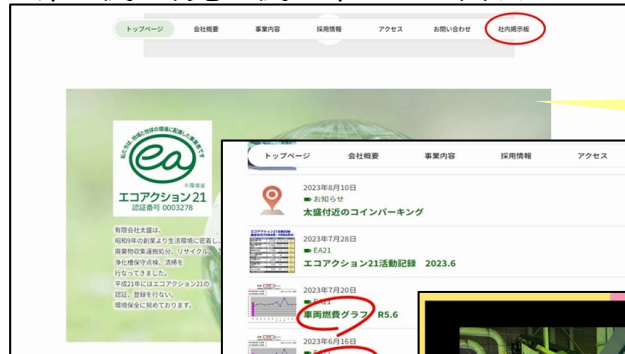 トップページ 会社概要 事業内容 採用情報 アクセス お問い合わせ 社内掲示板
エコアクション21
認証番号 0003278
有限会社太盛は、
昭和9年の創業より生活環境に密着し、
廃棄物収集運搬処分、リサイクル、
浄化槽保守点検、清掃を
行なってきました。
平成21年にはエコアクション21の
認証、登録を行ない、
環境保全に努めております。
トップページ 会社概要 事業内容 採用情報 アクセス
2023年8月10日
お知らせ
太盛付近のコインパーキング
2023年7月28日
EA21
エコアクション21活動記録 2023.6
2023年7月20日
EA21
車両燃費グラフ R5.6
2023年6月16日